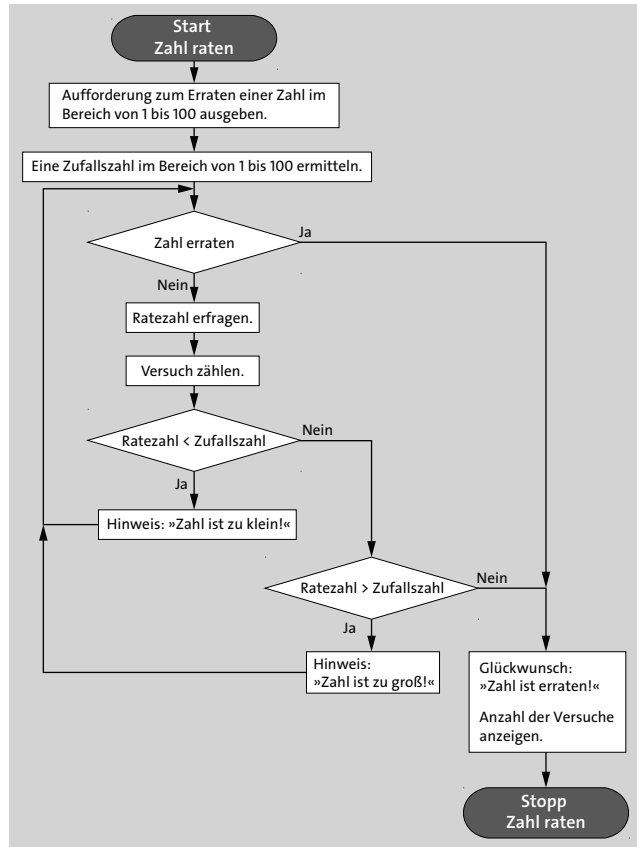 Start
Zahl raten
Aufforderung zum Erraten einer Zahl im
Bereich von 1 bis 100 ausgeben.
Eine Zufallszahl im Bereich von 1 bis 100 ermitteln.
Zahl erraten
Ja
Nein
Ratezahl erfragen.
Versuch zählen.
Ratezahl < Zufallszahl
Nein
Ja
Hinweis: »Zahl ist zu klein!«
Ratezahl > Zufallszahl
Nein
Ja
Hinweis:
»Zahl ist zu groß!«
Glückwunsch:
»Zahl ist erraten!«
Anzahl der Versuche
anzeigen.
Stopp
Zahl raten